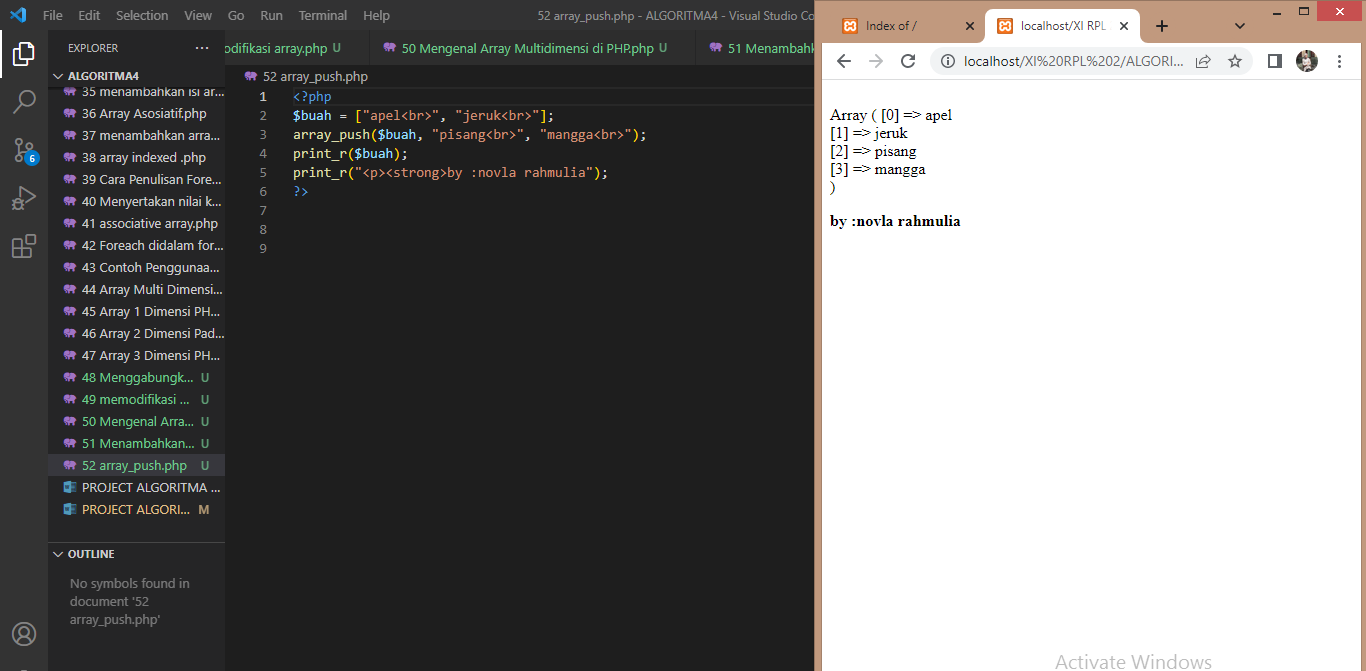 File Edit Selection View Go Run Terminal Help
52 array_push.php - ALGORITMA4 - Visual Studio Co
EXPLORER
ALGORITMA4
35 menambahkan isi ar...
36 Array Asosiatif.php
37 menambahkan arra...
38 array indexed .php
39 Cara Penulisan Fore...
40 Menyertakan nilai k...
41 associative array.php
42 Foreach didalam for...
43 Contoh Penggunaa...
44 Array Multi Dimensi...
45 Array 1 Dimensi PH...
46 Array 2 Dimensi Pad...
47 Array 3 Dimensi PH...
48 Menggabungk... U
49 memodifikasi ... U
50 Mengenal Arra... U
51 Menambahkan... U
52 array_push.php U
PROJECT ALGORITMA ...
PROJECT ALGORI... M
OUTLINE
No symbols found in
document '52
array_push.php'
6
odifikasi array.php U
50 Mengenal Array Multidimensi di PHP.php U
51 Menambahk
52 array_push.php
1 <?php
2 $buah = ["apel<br>", "jeruk<br>"];
3 array_push($buah, "pisang<br>", "mangga<br>");
4 print_r($buah);
5 print_r("<p><strong>by :novla rahmulia");
6 ?>
7
8
9
Index of /
localhost/XI RPL
localhost/XI%20RPL%202/ALGORI...
Array ( [0] => apel
[1] => jeruk
[2] => pisang
[3] => mangga
)
by :novla rahmulia
Activate Windows